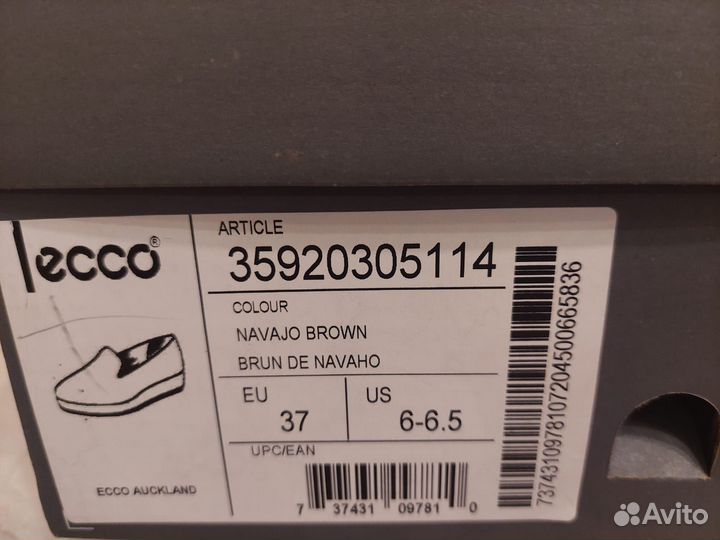 ecco®
ECCO AUCKLAND
ARTICLE
35920305114
COLOUR
NAVAJO BROWN
BRUN DE NAVAHO
EU
37
US
6-6.5
UPC/EAN
7 37431 09781 0
7374310978107204500665836
Avito